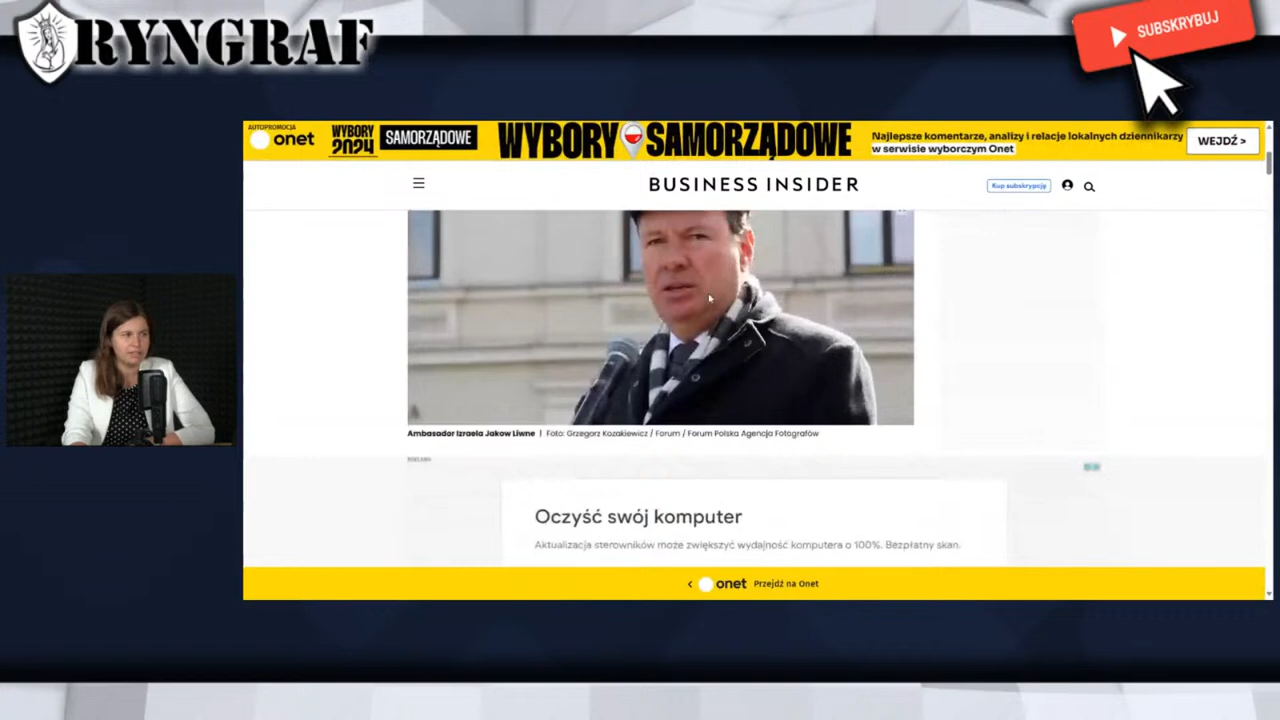 RYNGRAF
SUBSKRYBUJ
AUTOPROMOCJA
onet
WYBORY
2024
SAMORZĄDOWE
WYBORY SAMORZĄDOWE
Najlepsze komentarze, analizy i relacje lokalnych dziennikarzy
w serwisie wyborczym Onet
WEJDŹ >
BUSINESS INSIDER
Kup subskrypcję
Ambasador Izraela Jakow Liwne | Foto: Grzegorz Kozakiewicz / Forum / Forum Polska Agencja Fotografów
REKLAMA
Oczyść swój komputer
Aktualizacja sterowników może zwiększyć wydajność komputera o 100%. Bezpłatny skan.
< onet Przejdź na Onet